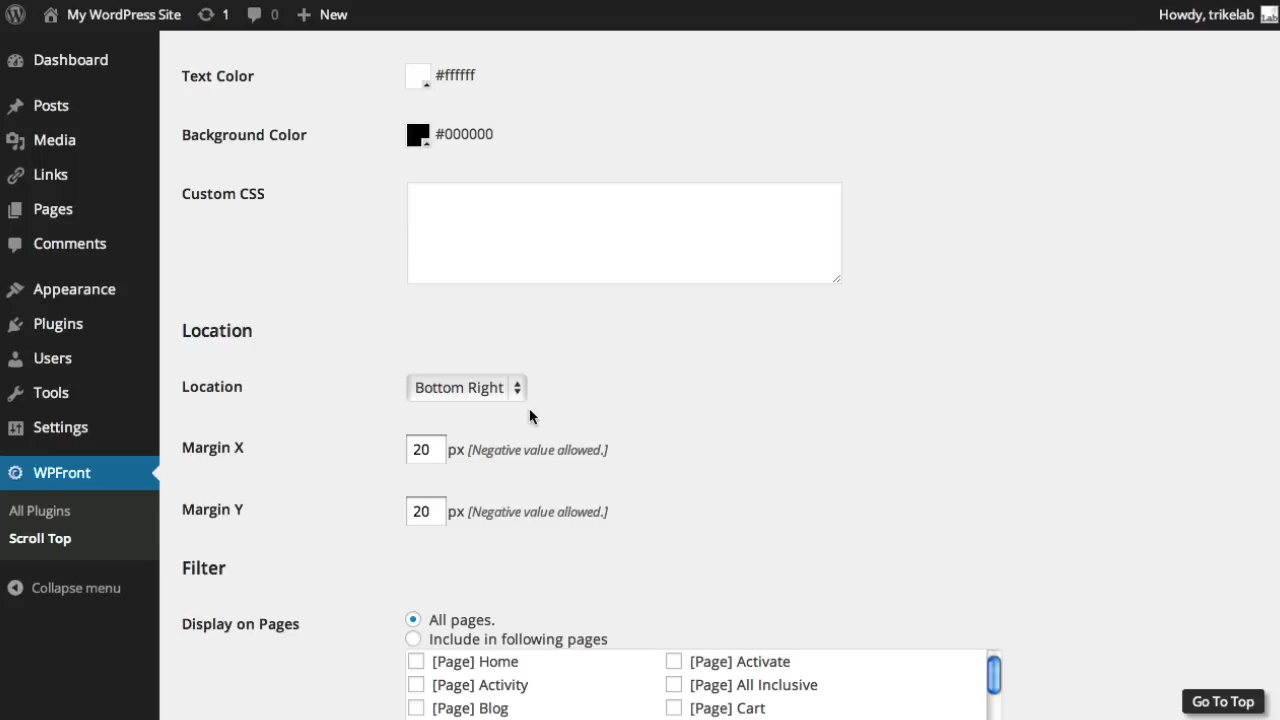 My WordPress Site 1 0 New Howdy, trikelab
Dashboard
Posts
Media
Links
Pages
Comments
Appearance
Plugins
Users
Tools
Settings
WPFront
All Plugins
Scroll Top
Collapse menu
Text Color #ffffff
Background Color #000000
Custom CSS
Location
Location Bottom Right
Margin X 20 px [Negative value allowed.]
Margin Y 20 px [Negative value allowed.]
Filter
Display on Pages All pages.
Include in following pages
[Page] Home [Page] Activate
[Page] Activity [Page] All Inclusive
[Page] Blog [Page] Cart
Go To Top